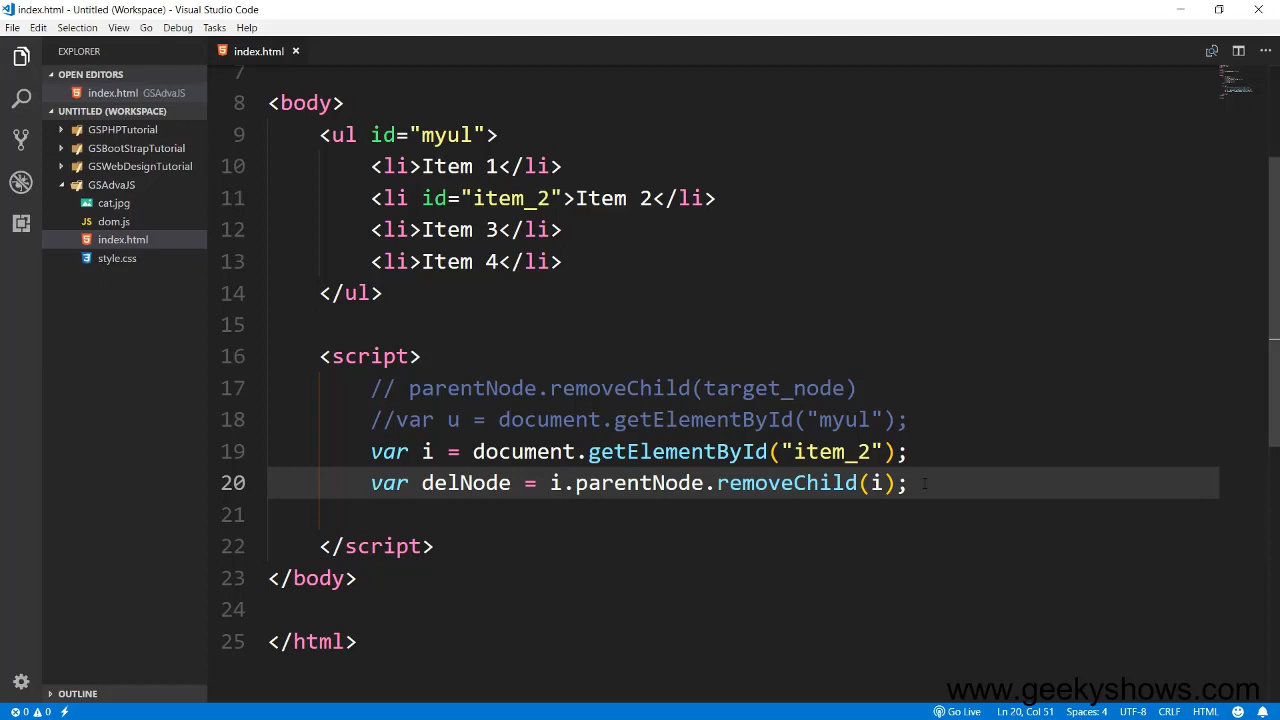 index.html - Untitled (Workspace) - Visual Studio Code
File Edit Selection View Go Debug Tasks Help
EXPLORER
index.html
OPEN EDITORS
index.html GSAdvaJS
UNTITLED (WORKSPACE)
GSPHPTutorial
GSBootStrapTutorial
GSWebDesignTutorial
GSAdvaJS
cat.jpg
JS dom.js
index.html
style.css
OUTLINE
7
8 <body>
9 <ul id="myul">
10 <li>Item 1</li>
11 <li id="item_2">Item 2</li>
12 <li>Item 3</li>
13 <li>Item 4</li>
14 </ul>
15
16 <script>
17 // parentNode.removeChild(target_node)
18 //var u = document.getElementById("myul");
19 var i = document.getElementById("item_2");
20 var delNode = i.parentNode.removeChild(i);
21
22 </script>
23 </body>
24
25 </html>
www.geekyshows.com
0 0 Go Live Ln 20, Col 51 Spaces: 4 UTF-8 CRLF HTML